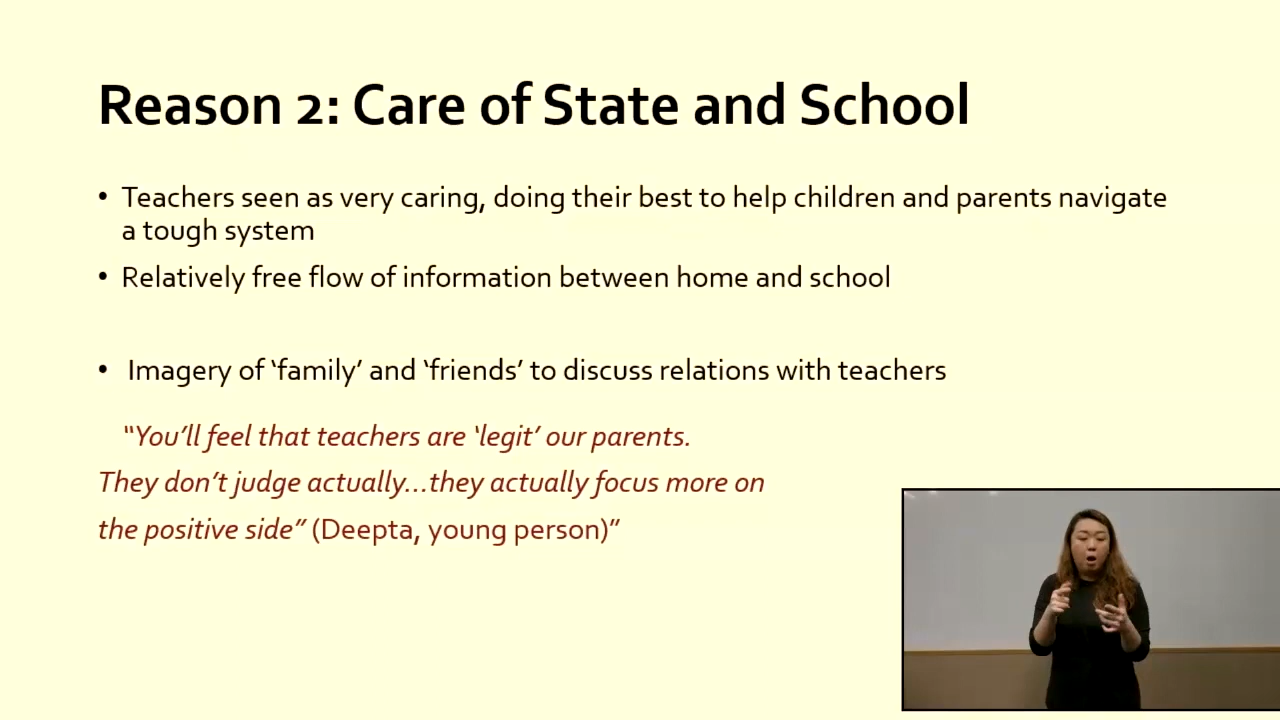 Reason 2: Care of State and School
• Teachers seen as very caring, doing their best to help children and parents navigate
a tough system
• Relatively free flow of information between home and school
• Imagery of ‘family’ and ‘friends’ to discuss relations with teachers
“You’ll feel that teachers are ‘legit’ our parents.
They don’t judge actually…they actually focus more on
the positive side” (Deepta, young person)”